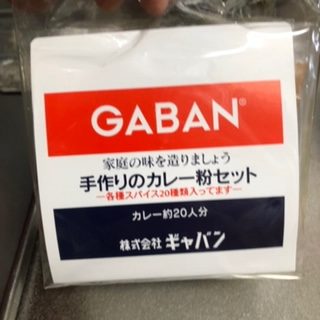 GABAN®
家庭の味を造りましょう
手作りのカレー粉セット
―各種スパイス20種類入ってます―
カレー約20人分
株式会社 ギャバン